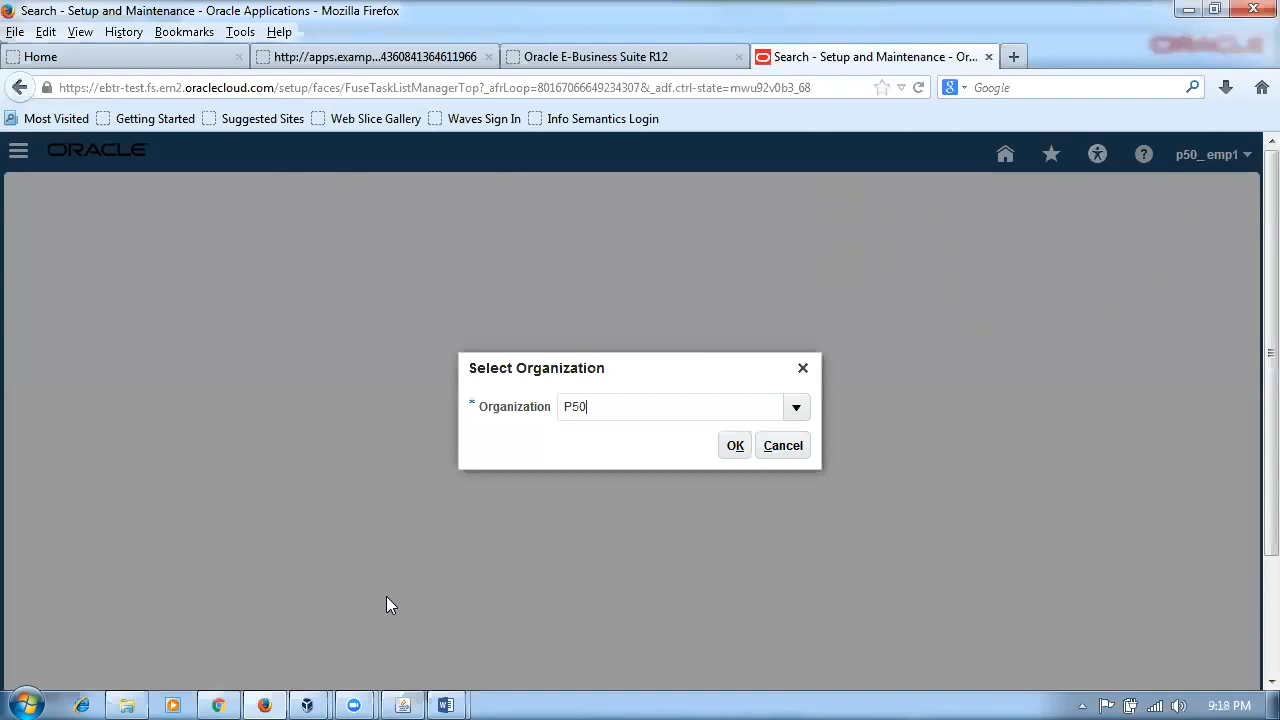 Search - Setup and Maintenance - Oracle Applications - Mozilla Firefox
File Edit View History Bookmarks Tools Help
Home http://apps.examp...4360841364611966 Oracle E-Business Suite R12 Search - Setup and Maintenance - Or...
https://ebtr-test.fs.em2.oraclecloud.com/setup/faces/FuseTaskListManagerTop?_afrLoop=80167066649234307&_adf.ctrl-state=mwu92v0b3_68 Google
Most Visited Getting Started Suggested Sites Web Slice Gallery Waves Sign In Info Semantics Login
ORACLE p50_emp1
Select Organization
* Organization P50
OK Cancel
9:18 PM